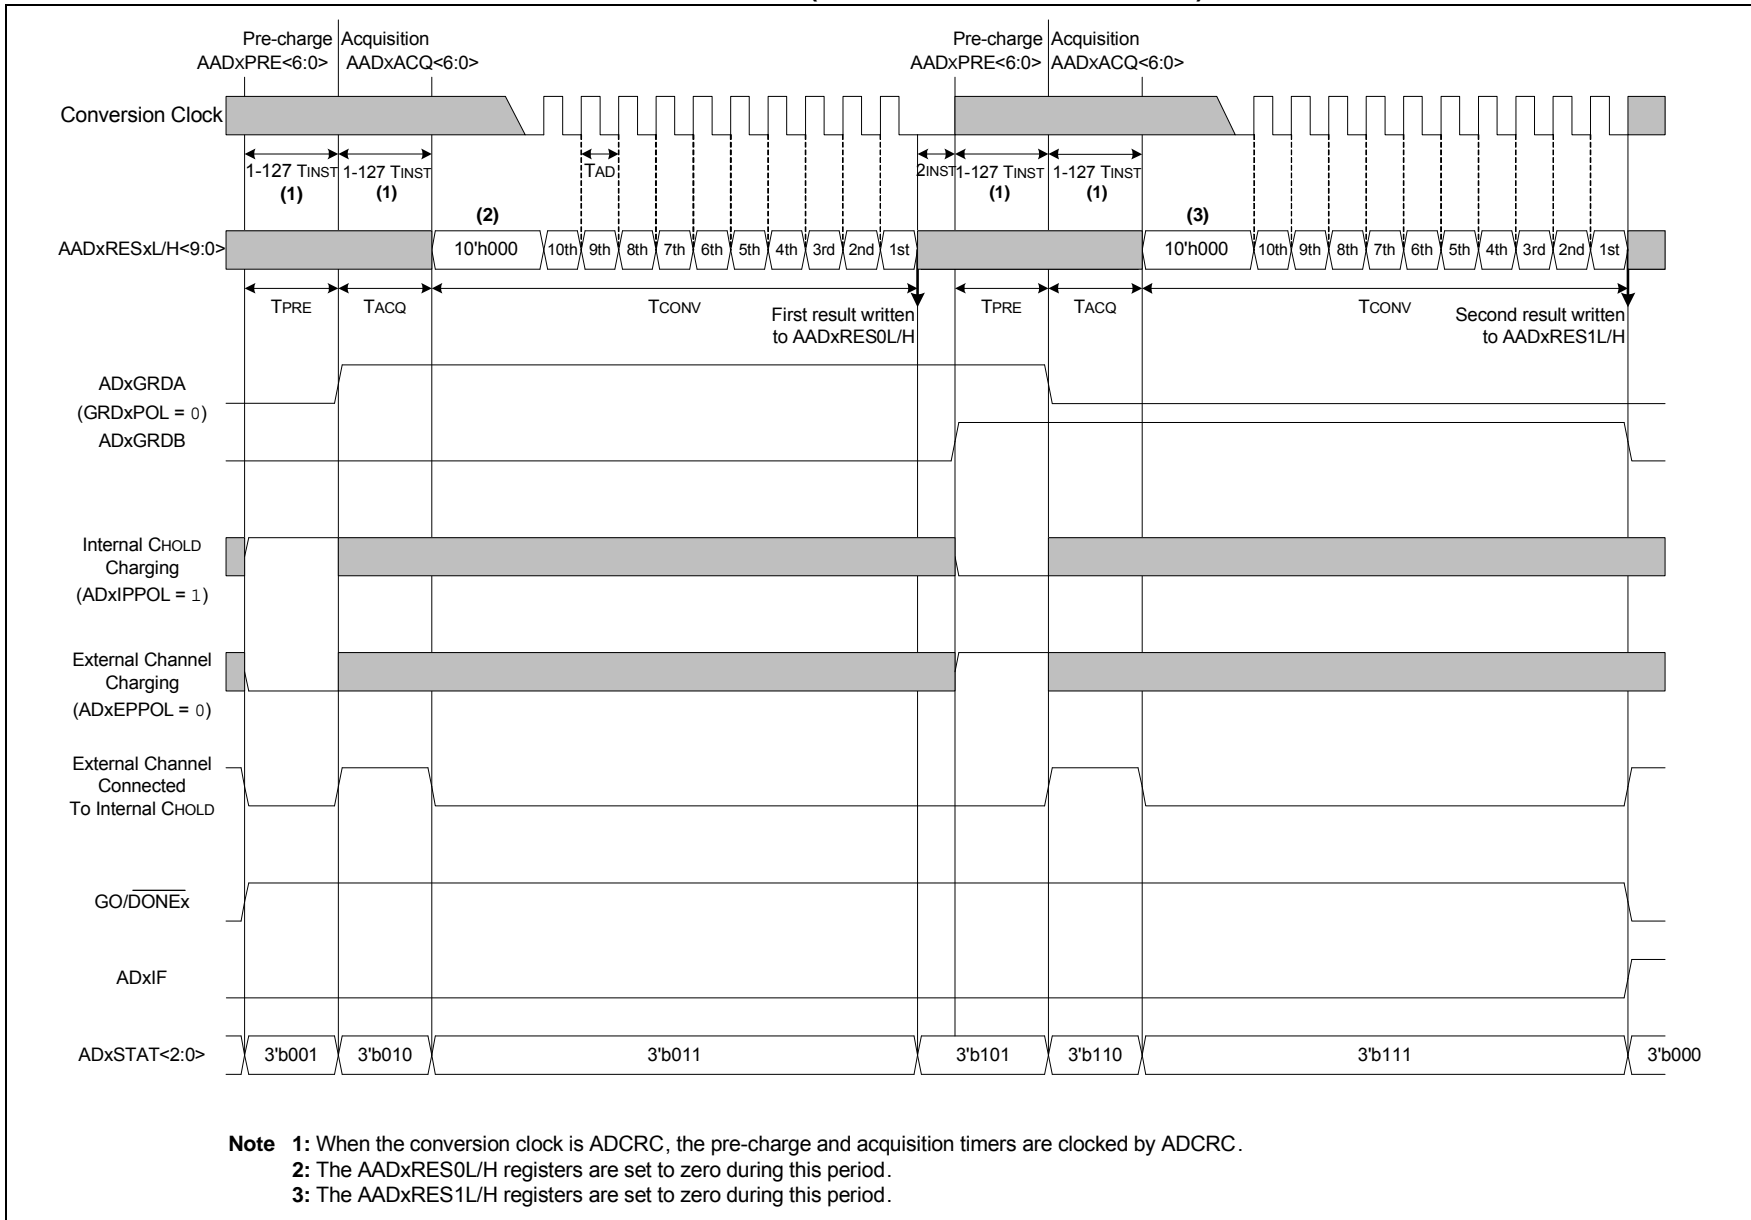 Pre-charge Acquisition Pre-charge Acquisition
AADxPRE<6:0> AADxACQ<6:0> AADxPRE<6:0> AADxACQ<6:0>
Conversion Clock
1-127 TINST 1-127 TINST TAD 2INST 1-127 TINST 1-127 TINST
(1) (1) (1) (1)
(2) (3)
AADxRESxL/H<9:0> 10'h000 10th 9th 8th 7th 6th 5th 4th 3rd 2nd 1st 10'h000 10th 9th 8th 7th 6th 5th 4th 3rd 2nd 1st
TPRE TACQ TCONV TPRE TACQ TCONV
First result written Second result written
to AADxRES0L/H to AADxRES1L/H
ADxGRDA
(GRDxPOL = 0)
ADxGRDB
Internal CHOLD
Charging
(ADxIPPOL = 1)
External Channel
Charging
(ADxEPPOL = 0)
External Channel
Connected
To Internal CHOLD
GO/DONEx
ADxIF
ADxSTAT<2:0> 3'b001 3'b010 3'b011 3'b101 3'b110 3'b111 3'b000
Note 1: When the conversion clock is ADCRC, the pre-charge and acquisition timers are clocked by ADCRC.
2: The AADxRES0L/H registers are set to zero during this period.
3: The AADxRES1L/H registers are set to zero during this period.